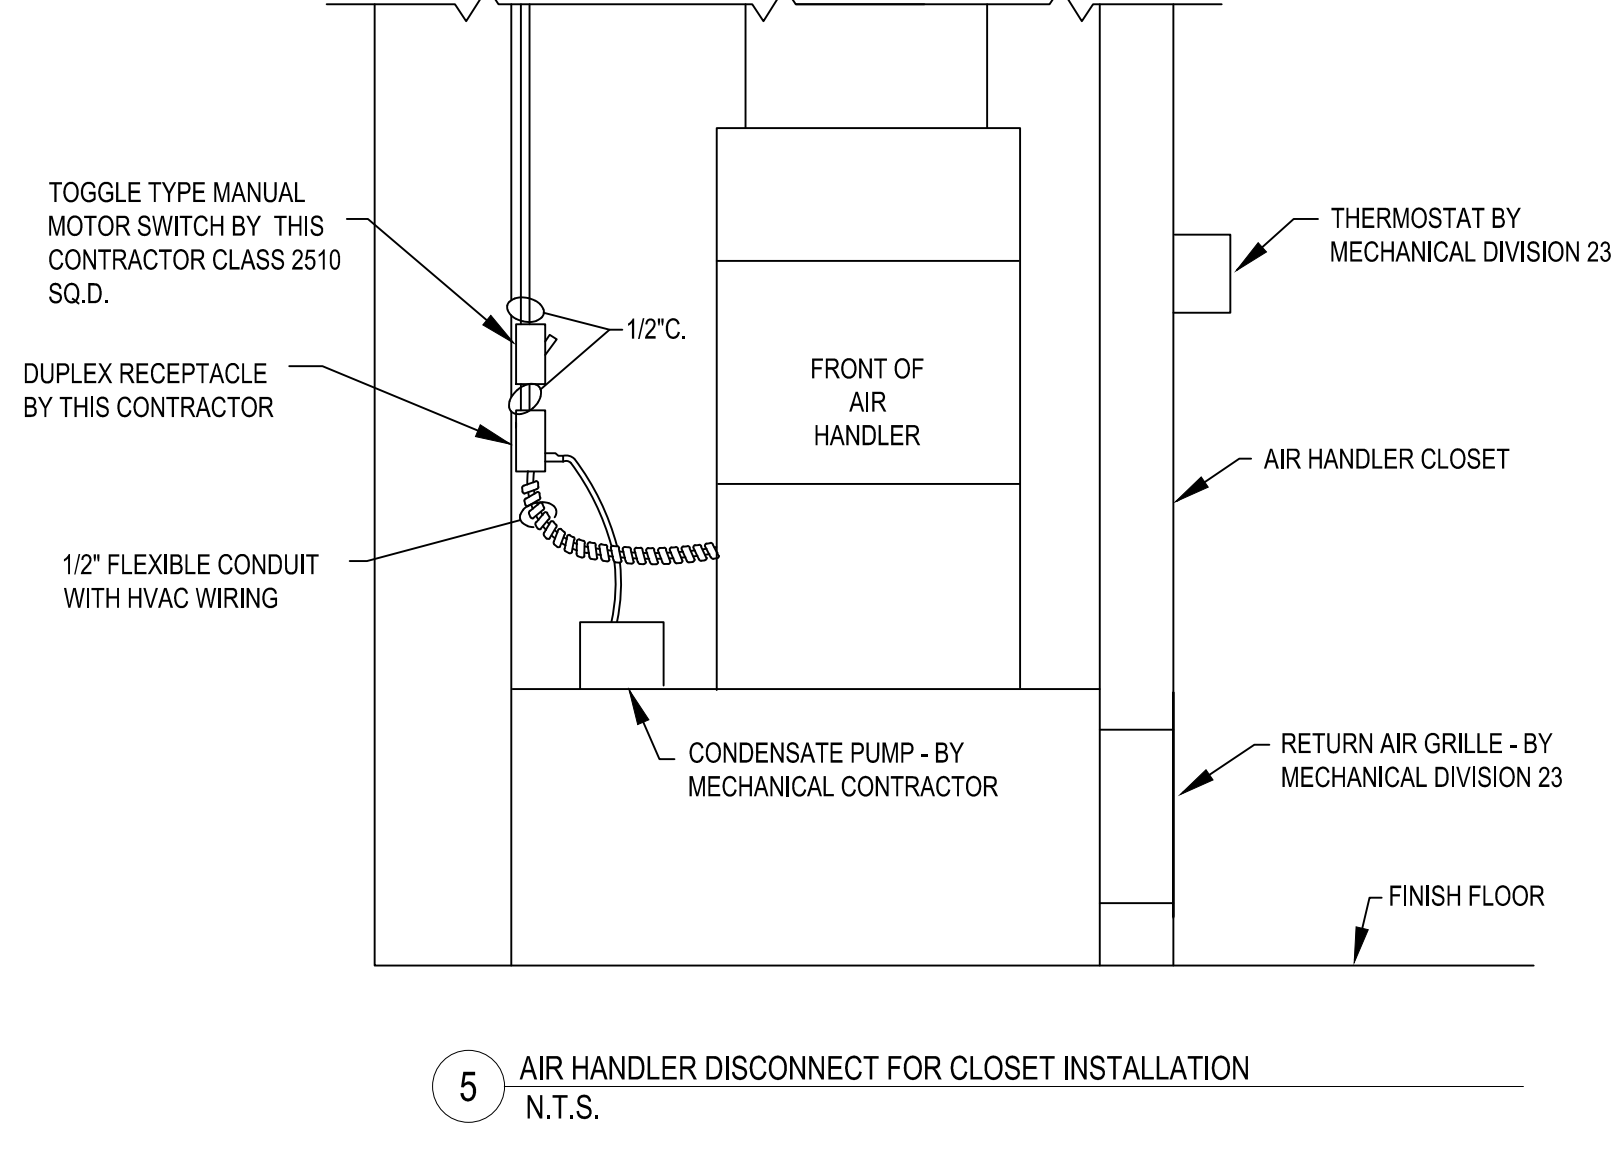 TOGGLE TYPE MANUAL
MOTOR SWITCH BY THIS
CONTRACTOR CLASS 2510
SQ.D.
DUPLEX RECEPTACLE
BY THIS CONTRACTOR
1/2" FLEXIBLE CONDUIT
WITH HVAC WIRING
1/2"C.
FRONT OF
AIR
HANDLER
CONDENSATE PUMP - BY
MECHANICAL CONTRACTOR
THERMOSTAT BY
MECHANICAL DIVISION 23
AIR HANDLER CLOSET
RETURN AIR GRILLE - BY
MECHANICAL DIVISION 23
FINISH FLOOR
5
AIR HANDLER DISCONNECT FOR CLOSET INSTALLATION
N.T.S.